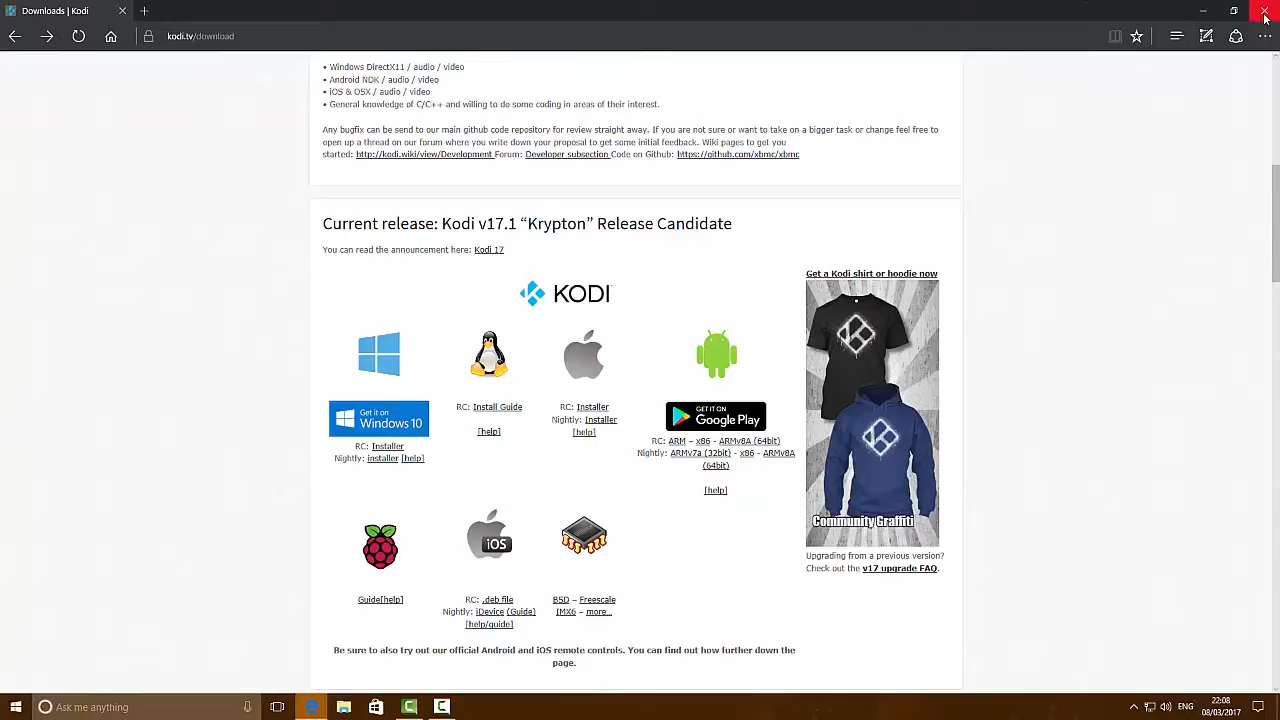 Downloads | Kodi
kodi.tv/download
• Windows DirectX11 / audio / video
• Android NDK / audio / video
• iOS & OSX / audio / video
• General knowledge of C/C++ and willing to do some coding in areas of their interest.
Any bugfix can be send to our main github code repository for review straight away. If you are not sure or want to take on a bigger task or change feel free to
open up a thread on our forum where you write down your proposal to get some initial feedback. Wiki pages to get you
started: http://kodi.wiki/view/Development Forum: Developer subsection Code on Github: https://github.com/xbmc/xbmc
Current release: Kodi v17.1 “Krypton” Release Candidate
You can read the announcement here: Kodi 17
KODI
Get a Kodi shirt or hoodie now
Get it on
Windows 10
RC: Installer
Nightly: installer [help]
RC: Install Guide
[help]
RC: Installer
Nightly: Installer
[help]
GET IT ON
Google Play
RC: ARM – x86 - ARMv8A (64bit)
Nightly: ARMv7a (32bit) - x86 - ARMv8A
(64bit)
[help]
Community Graffiti
Upgrading from a previous version?
Check out the v17 upgrade FAQ.
iOS
Guide[help]
RC: .deb file
Nightly: iDevice (Guide)
[help/guide]
BSQ – Freescale
IMX6 – more...
Be sure to also try out our official Android and iOS remote controls. You can find out how further down the
page.
Ask me anything
ENG
22:08
08/03/2017